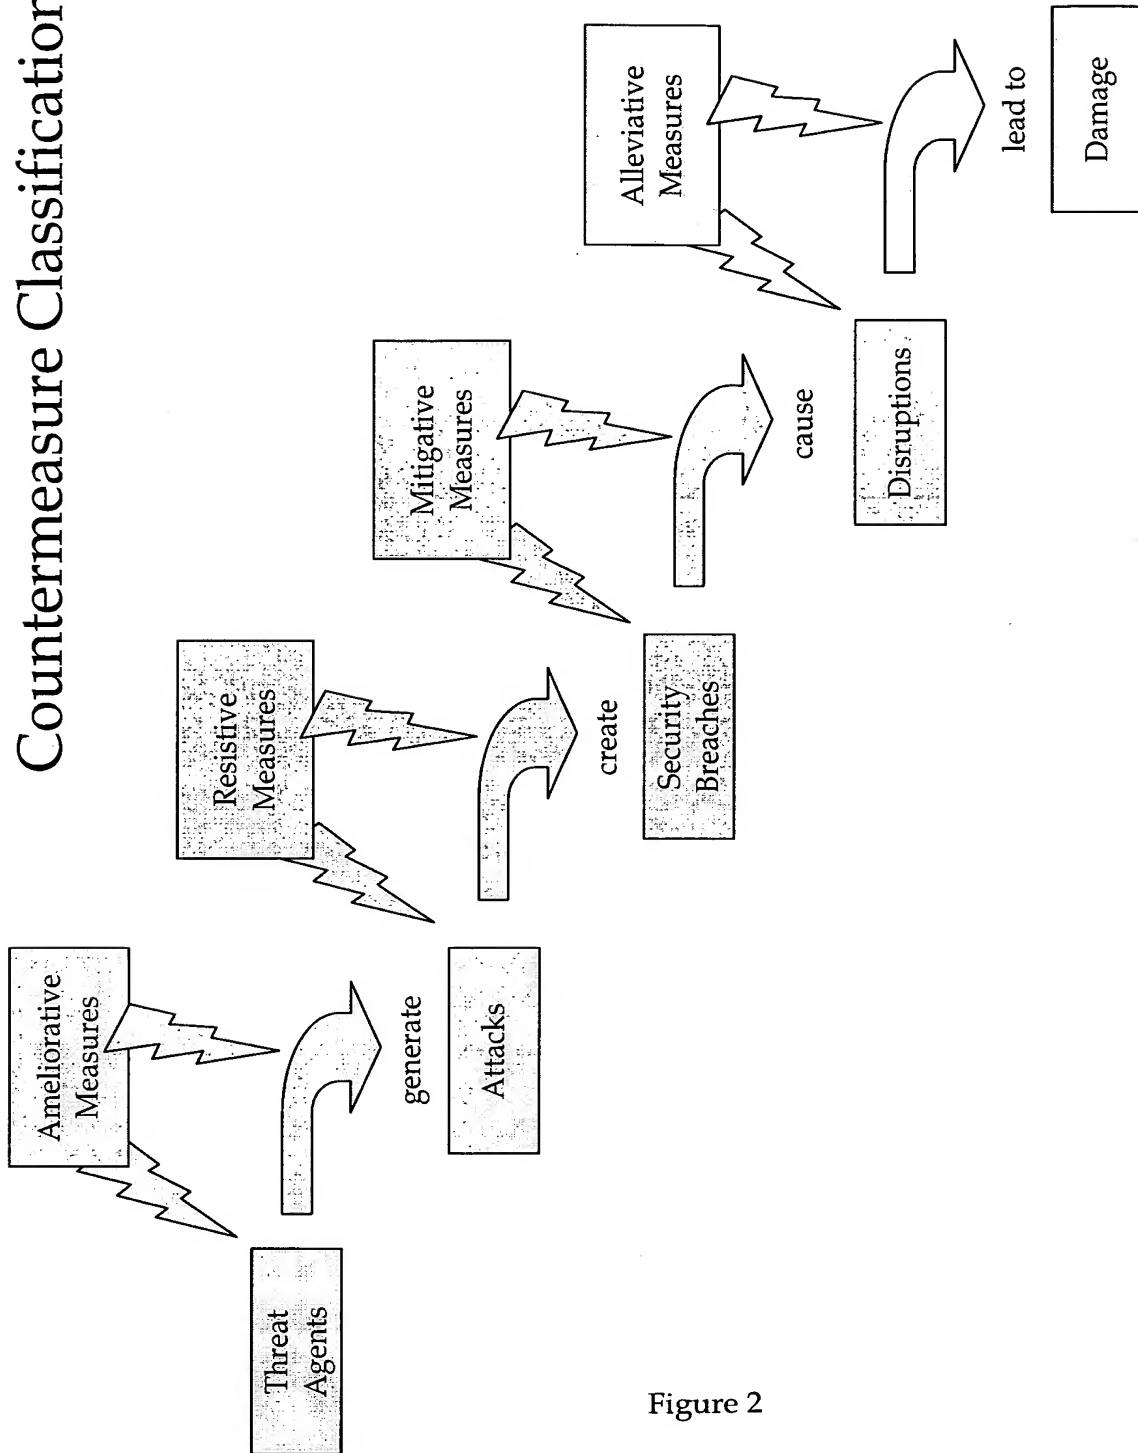 Countermeasure Classification
Ameliorative
Measures
Resistive
Measures
Mitigative
Measures
Alleviative
Measures
Threat
Agents
generate
Attacks
create
Security
Breaches
cause
Disruptions
lead to
Damage
Figure 2